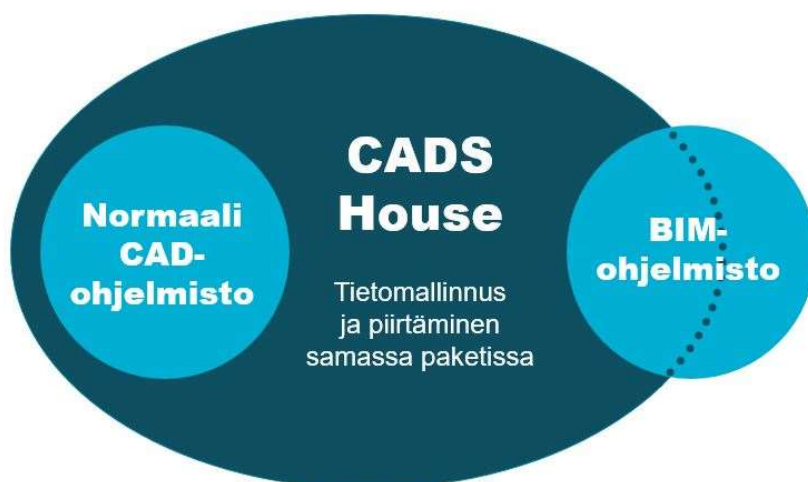 Normaali
CAD-
ohjelmisto
CADS
House
Tietomallinnus
ja piirtäminen
samassa paketissa
BIM-
ohjelmisto